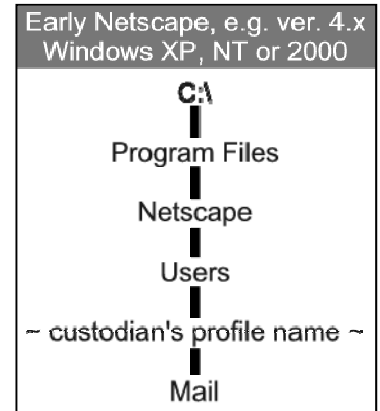 Early Netscape, e.g. ver. 4.x
Windows XP, NT or 2000
C:\
Program Files
Netscape
Users
~ custodian's profile name ~
Mail